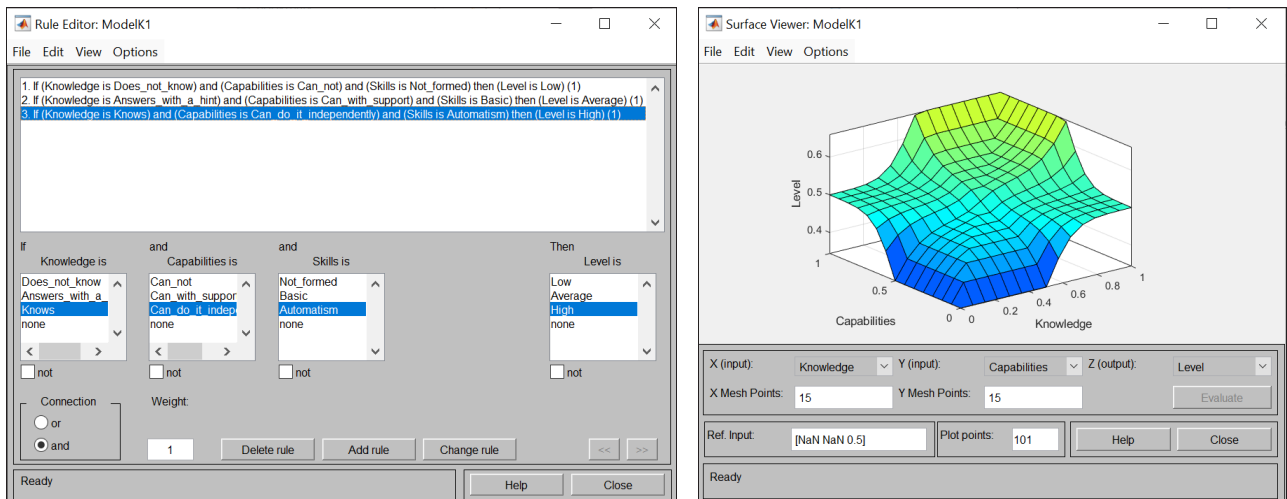 Rule Editor: ModelK1
File Edit View Options
1. If (Knowledge is Does_not_know) and (Capabilities is Can_not) and (Skills is Not_formed) then (Level is Low) (1)
2. If (Knowledge is Answers_with_a_hint) and (Capabilities is Can_with_support) and (Skills is Basic) then (Level is Average) (1)
3. If (Knowledge is Knows) and (Capabilities is Can_do_it_independently) and (Skills is Automatism) then (Level is High) (1)
If and and Then
Knowledge is Capabilities is Skills is Level is
Does_not_know Can_not Not_formed Low
Answers_with_a_ Can_with_suppor Basic Average
Knows Can_do_it_indep Automatism High
none none none none
not not not not
Connection Weight:
or
and 1 Delete rule Add rule Change rule << >>
Ready Help Close
Surface Viewer: ModelK1
File Edit View Options
0.6
0.5
0.4
Level
1
0.5
0
Capabilities
0 0.2 0.4 0.6 0.8 1
Knowledge
X (input): Knowledge Y (input): Capabilities Z (output): Level
X Mesh Points: 15 Y Mesh Points: 15 Evaluate
Ref. Input: [NaN NaN 0.5] Plot points: 101 Help Close
Ready